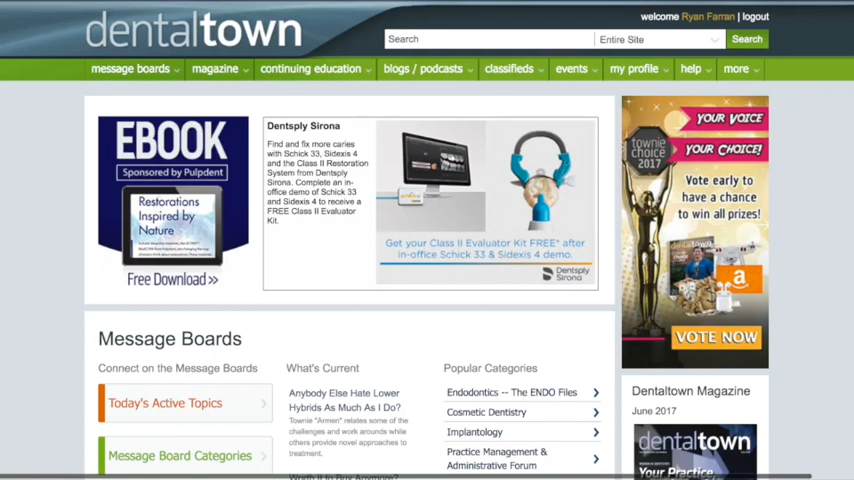 dentaltown
welcome Ryan Farran | logout
Search
Entire Site
Search
message boards
magazine
continuing education
blogs / podcasts
classifieds
events
my profile
help
more
EBOOK
Sponsored by Pulpdent
Restorations
Inspired by
Nature
Free Download>>
Dentsply Sirona
Find and fix more caries
with Schick 33, Sidexis 4
and the Class II Restoration
System from Dentsply
Sirona. Complete an in-
office demo of Schick 33
and Sidexis 4 to receive a
FREE Class II Evaluator
Kit.
Get your Class II Evaluator Kit FREE* after
in-office Schick 33 & Sidexis 4 demo.
Dentsply
Sirona
YOUR VOICE
townie
choice
2017
YOUR CHOICE!
Vote early to
have a chance
to win all prizes!
dentaltown
a
VOTE NOW
Message Boards
Connect on the Message Boards
Today's Active Topics
Message Board Categories
What's Current
Anybody Else Hate Lower
Hybrids As Much As I Do?
Townie "Armen" relates some of the
challenges and work arounds while
others provide novel approaches to
treatment.
Worth It to Buy Anymore?
Popular Categories
Endodontics -- The ENDO Files
Cosmetic Dentistry
Implantology
Practice Management &
Administrative Forum
Dentaltown Magazine
June 2017
dentaltown
Your Practice,